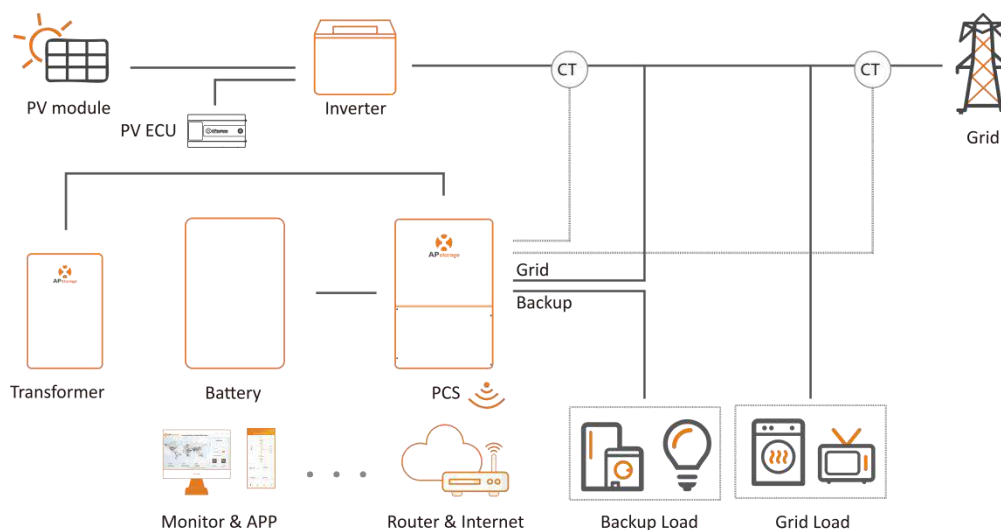 CT
CT
PV module
Inverter
PV ECU
Grid
APstorage
APstorage
Grid
Backup
Transformer
Battery
PCS
Monitor & APP
Router & Internet
Backup Load
Grid Load